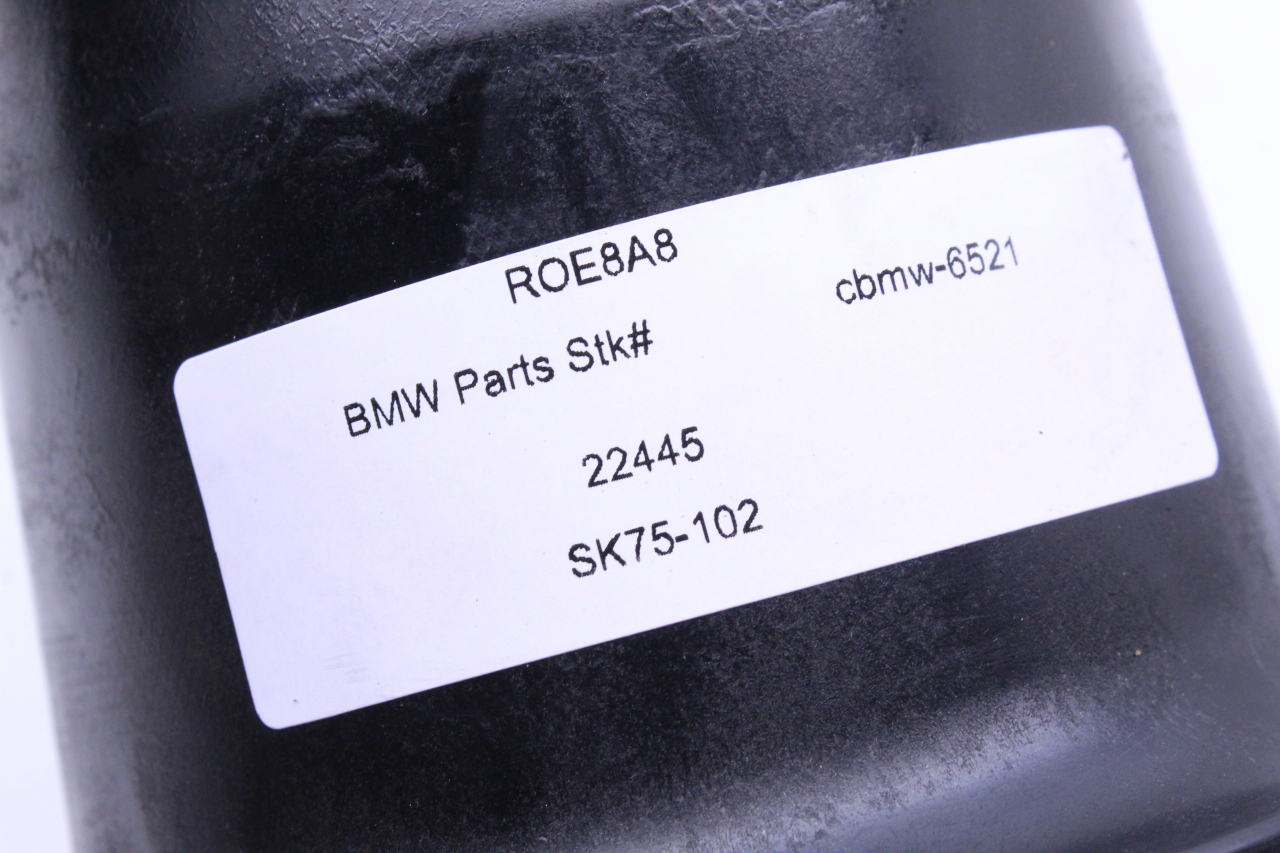 ROE8A8
cbmw-6521
BMW Parts Stk#
22445
SK75-102